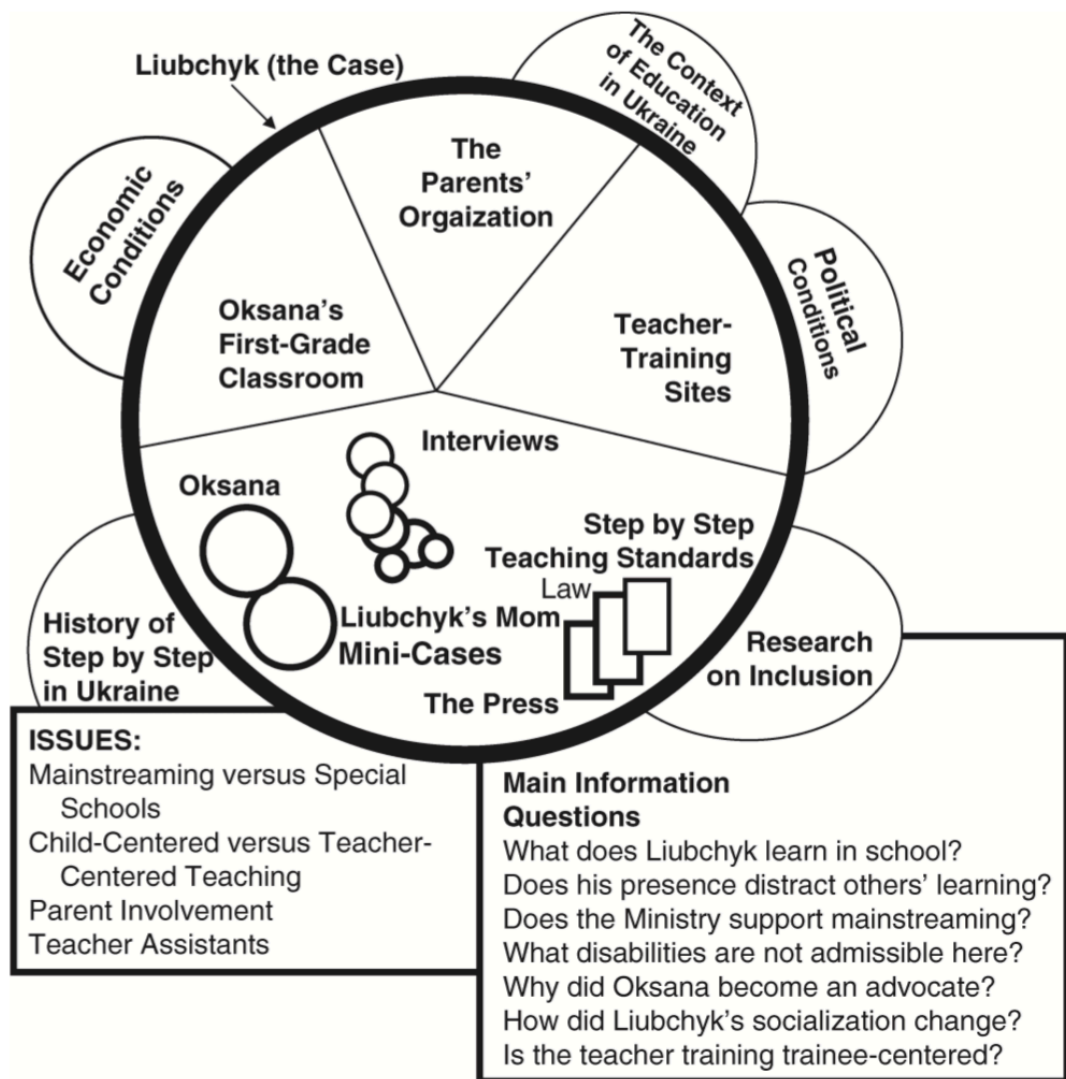 Liubchyk (the Case)
The Context
of Education
in Ukraine
Economic
Conditions
The
Parents’
Orgaization
Political
Conditions
Oksana’s
First-Grade
Classroom
Teacher-
Training
Sites
Interviews
Oksana
Step by Step
Teaching Standards
Law
Liubchyk’s Mom
Mini-Cases
The Press
History of
Step by Step
in Ukraine
Research
on Inclusion
ISSUES:
Mainstreaming versus Special
Schools
Child-Centered versus Teacher-
Centered Teaching
Parent Involvement
Teacher Assistants
Main Information
Questions
What does Liubchyk learn in school?
Does his presence distract others’ learning?
Does the Ministry support mainstreaming?
What disabilities are not admissible here?
Why did Oksana become an advocate?
How did Liubchyk’s socialization change?
Is the teacher training trainee-centered?